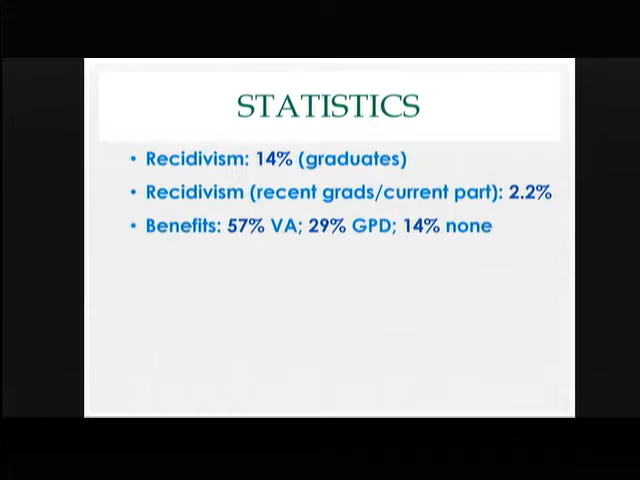 STATISTICS
• Recidivism: 14% (graduates)
• Recidivism (recent grads/current part): 2.2%
• Benefits: 57% VA; 29% GPD; 14% none